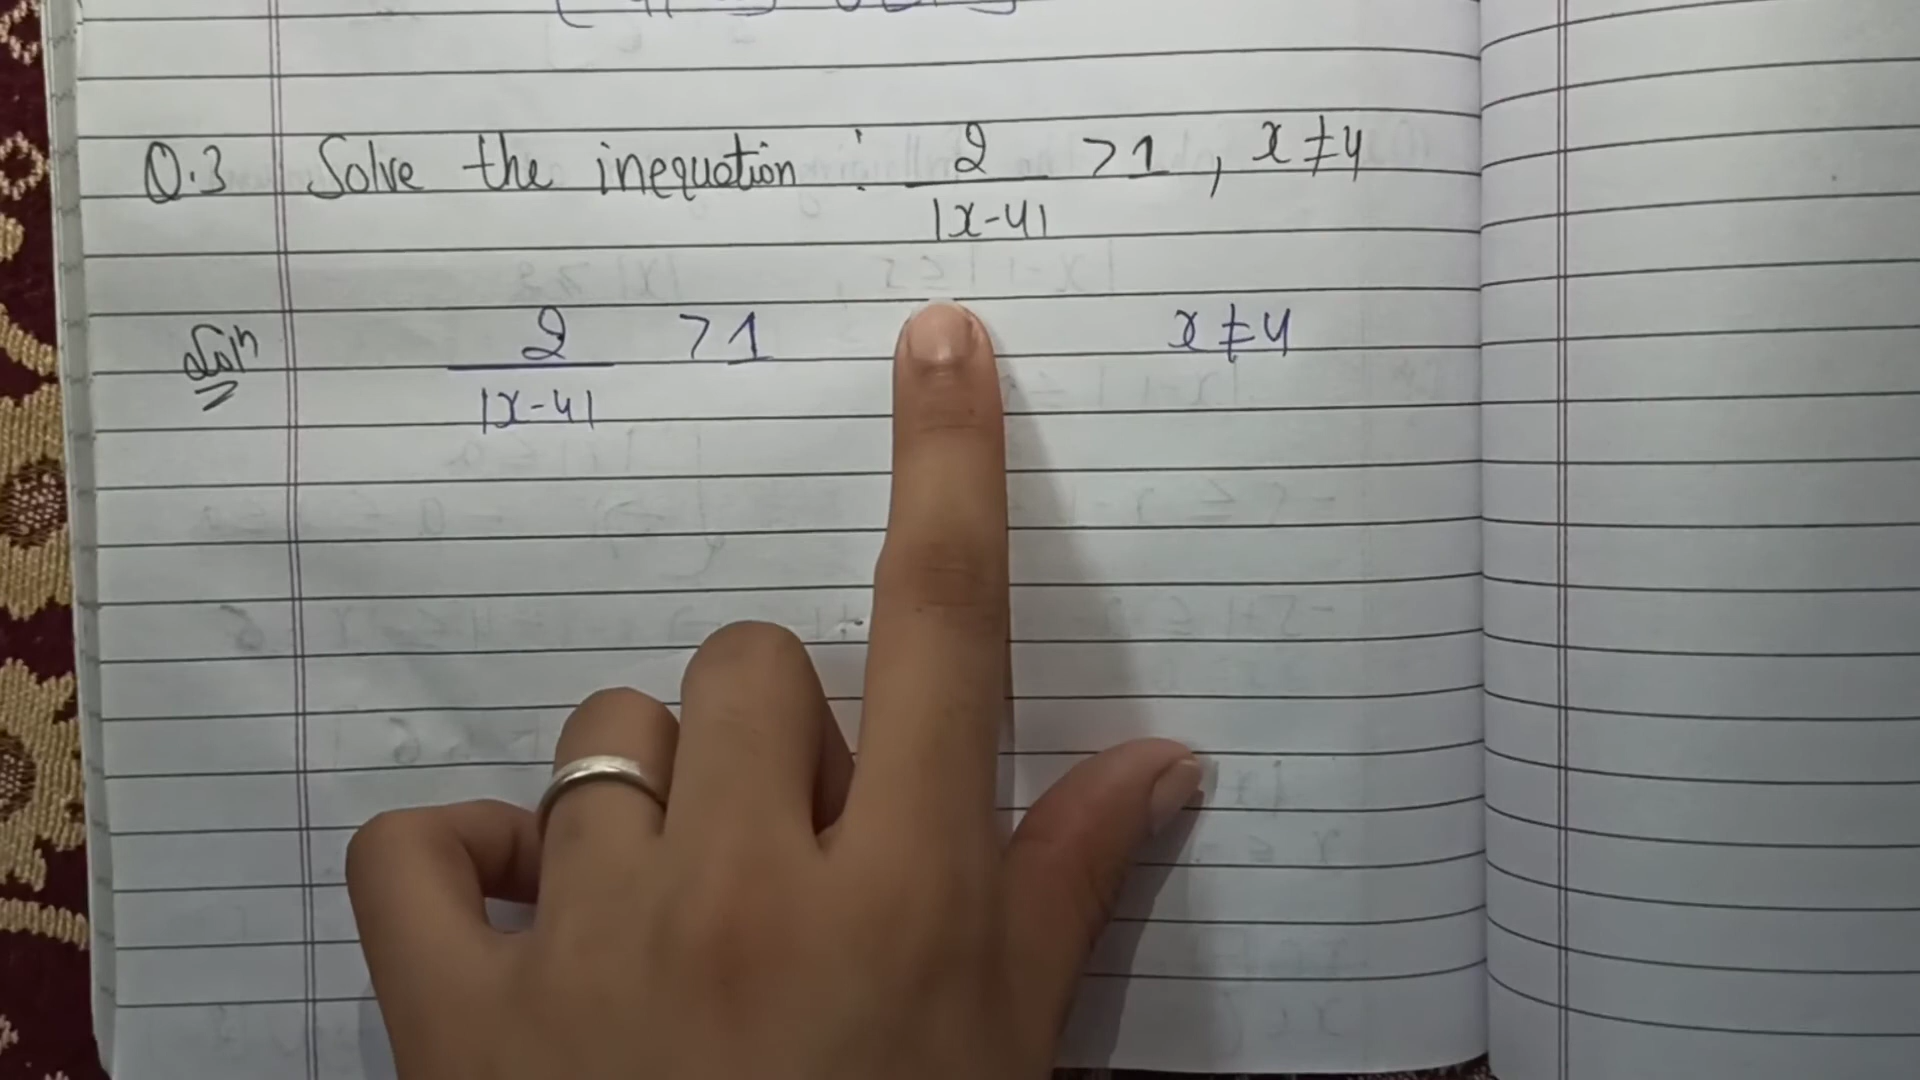 Q.3 Solve the inequation : 2/|x-4| >1, x≠4
Soln 2/|x-4| >1 x≠4